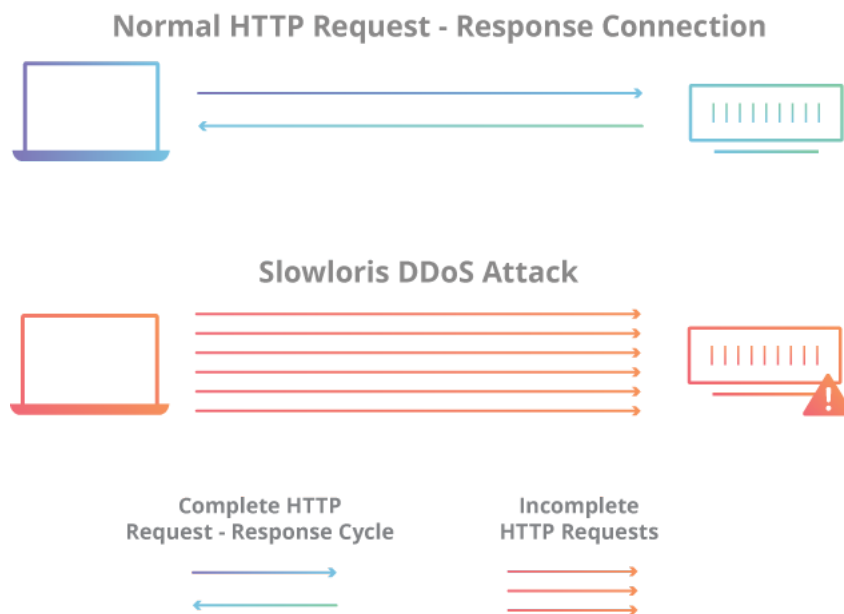 Normal HTTP Request - Response Connection
Slowloris DDoS Attack
Complete HTTP
Request - Response Cycle
Incomplete
HTTP Requests